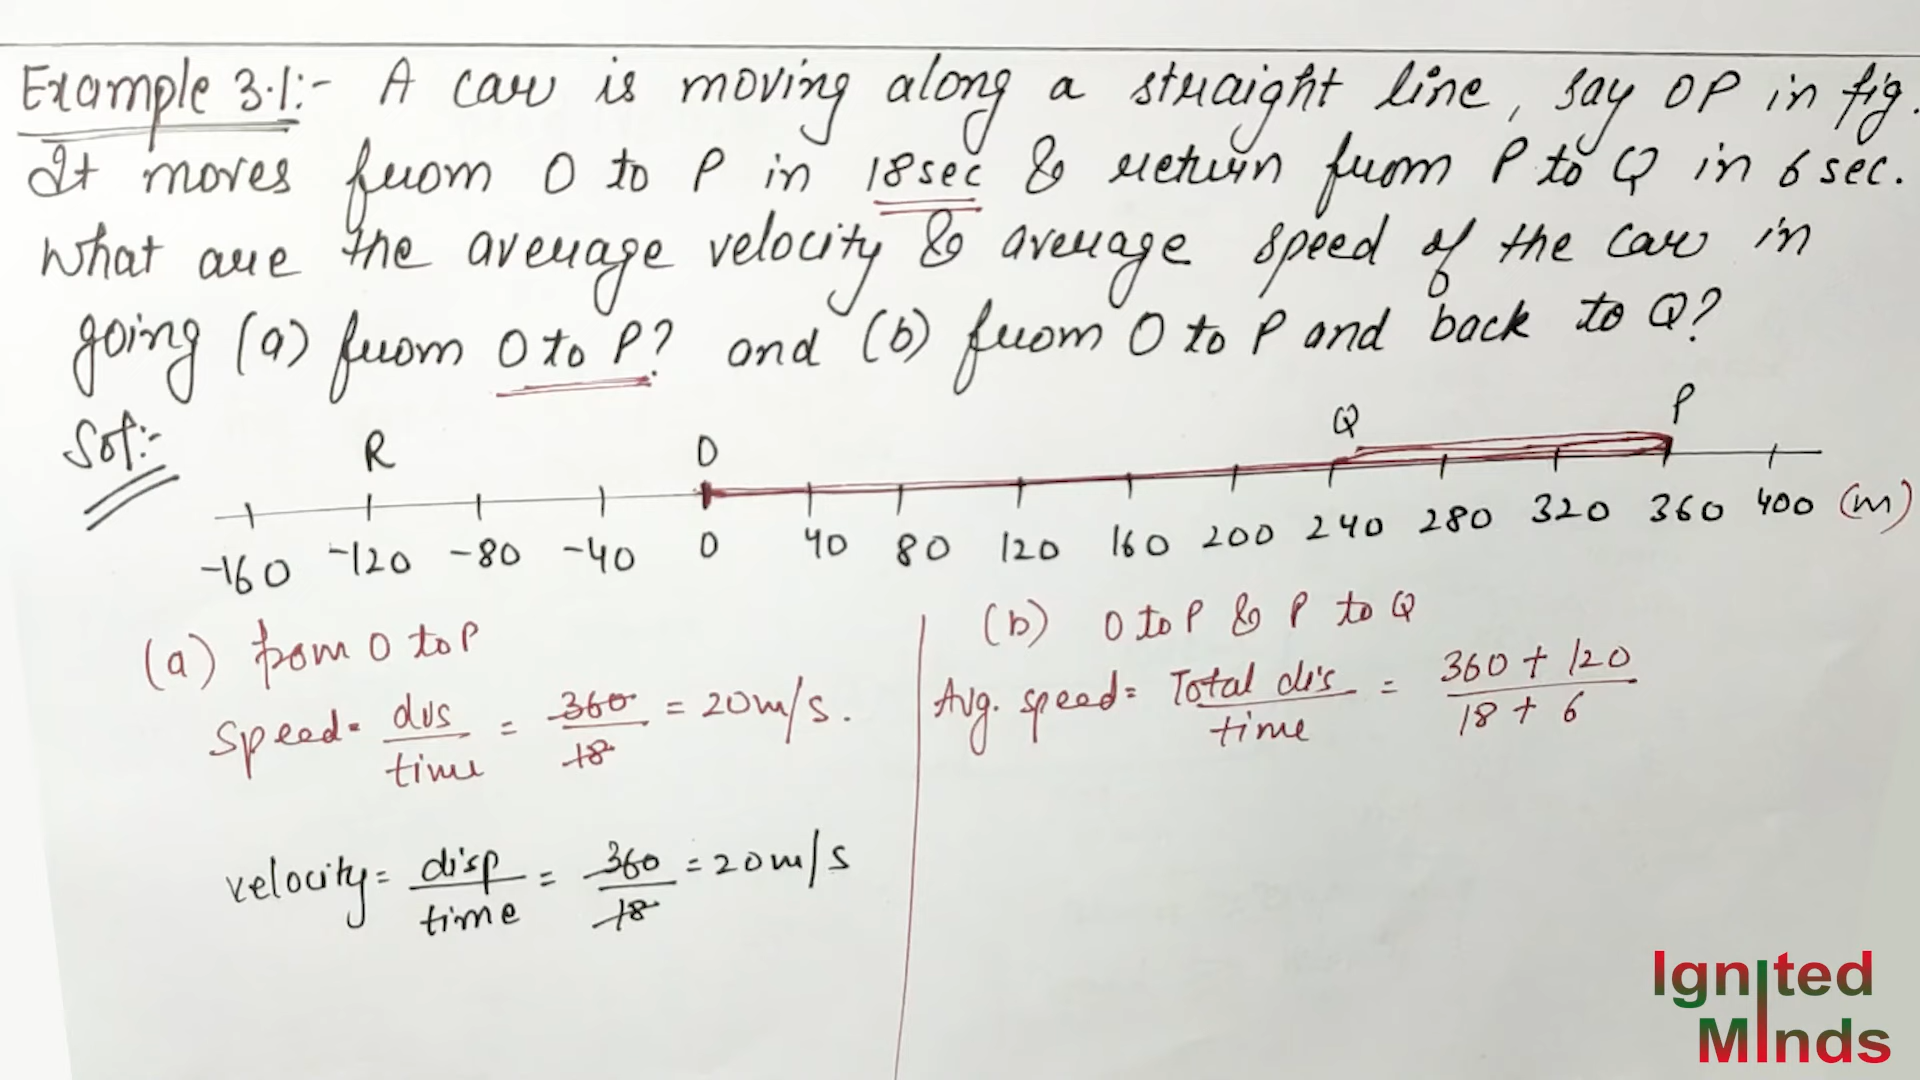 Example 3.1:- A car is moving along a straight line, say OP in fig.
It moves from O to P in 18sec & return from P to Q in 6 sec.
What are the average velocity & average speed of the car in
going (a) from O to P? and (b) from O to P and back to Q?
Sol:-
R O Q P
-160 -120 -80 -40 0 40 80 120 160 200 240 280 320 360 400 (m)
(a) from O to P
Speed = dis/time = 360/18 = 20m/s.
velocity = disp/time = 360/18 = 20m/s
(b) O to P & P to Q
Avg. speed = Total dis/time = 360 + 120/18 + 6
Ignited
Minds